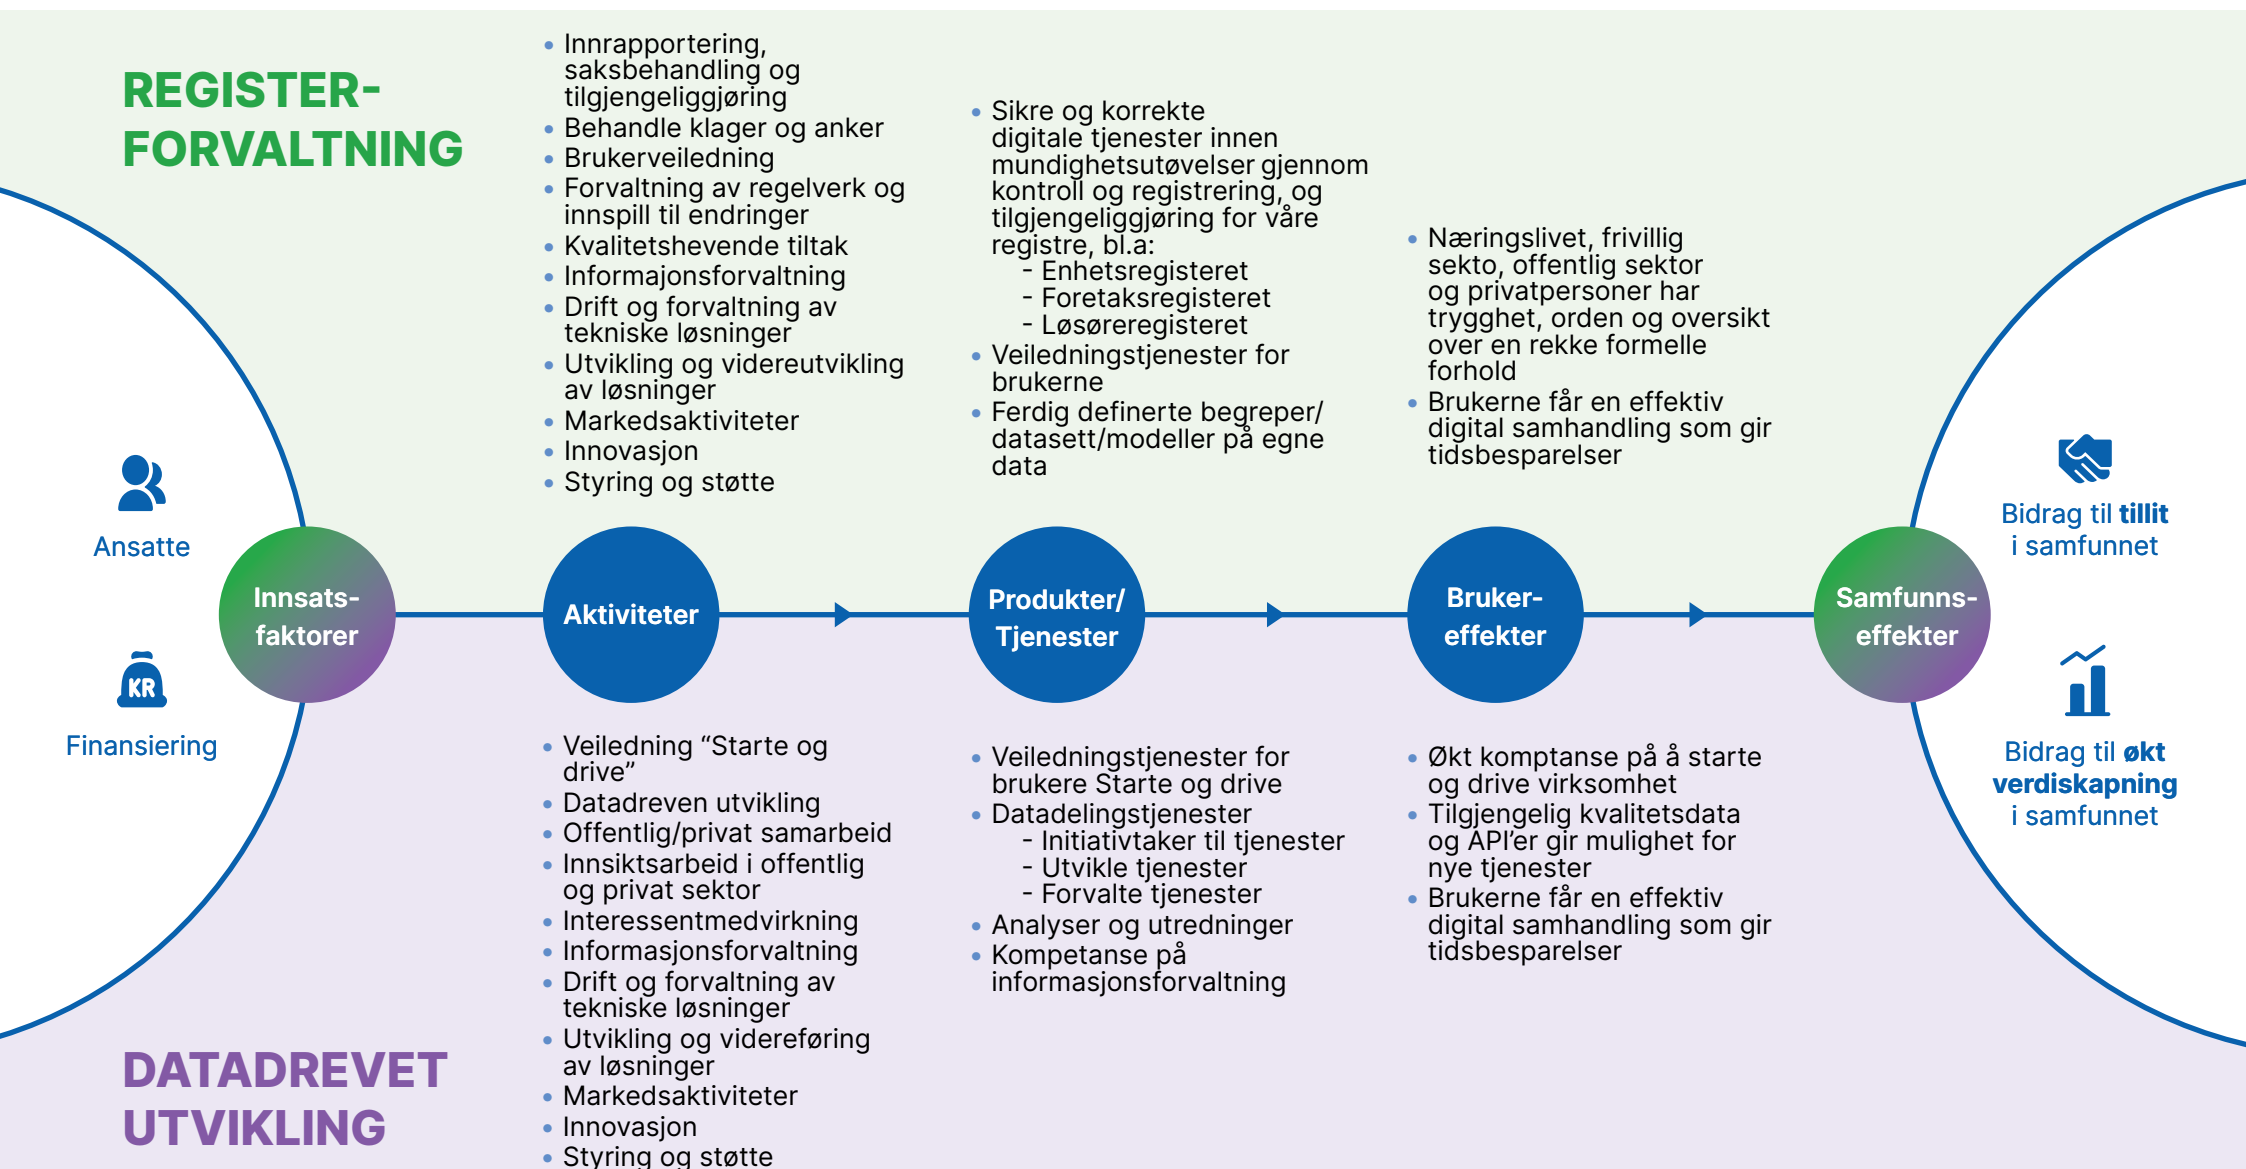 REGISTER-
FORVALTNING
• Innrapportering,
saksbehandling og
tilgjengeliggjøring
• Behandle klager og anker
• Brukerveiledning
• Forvaltning av regelverk og
innspill til endringer
• Kvalitetshevende tiltak
• Informajonsforvaltning
• Drift og forvaltning av
tekniske løsninger
• Utvikling og videreutvikling
av løsninger
• Markedsaktiviteter
• Innovasjon
• Styring og støtte
• Sikre og korrekte
digitale tjenester innen
mundighetsutøvelser gjennom
kontroll og registrering, og
tilgjengeliggjøring for våre
registre, bl.a:
- Enhetsregisteret
- Foretaksregisteret
- Løsøreregisteret
• Veiledningstjenester for
brukerne
• Ferdig definerte begreper/
datasett/modeller på egne
data
• Næringslivet, frivillig
sekto, offentlig sektor
og privatpersoner har
trygghet, orden og oversikt
over en rekke formelle
forhold
• Brukerne får en effektiv
digital samhandling som gir
tidsbesparelser
Ansatte
KR
Finansiering
Innsats-
faktorer
Aktiviteter
Produkter/
Tjenester
Bruker-
effekter
Samfunns-
effekter
Bidrag til tillit
i samfunnet
Bidrag til økt
verdiskapning
i samfunnet
DATADREVET
UTVIKLING
• Veiledning “Starte og
drive”
• Datadreven utvikling
• Offentlig/privat samarbeid
• Innsiktsarbeid i offentlig
og privat sektor
• Interessentmedvirkning
• Informasjonsforvaltning
• Drift og forvaltning av
tekniske løsninger
• Utvikling og videreføring
av løsninger
• Markedsaktiviteter
• Innovasjon
• Styring og støtte
• Veiledningstjenester for
brukere Starte og drive
• Datadelingstjenester
- Initiativtaker til tjenester
- Utvikle tjenester
- Forvalte tjenester
• Analyser og utredninger
• Kompetanse på
informasjonsforvaltning
• Økt komptanse på å starte
og drive virksomhet
• Tilgjengelig kvalitetsdata
og API’er gir mulighet for
nye tjenester
• Brukerne får en effektiv
digital samhandling som gir
tidsbesparelser